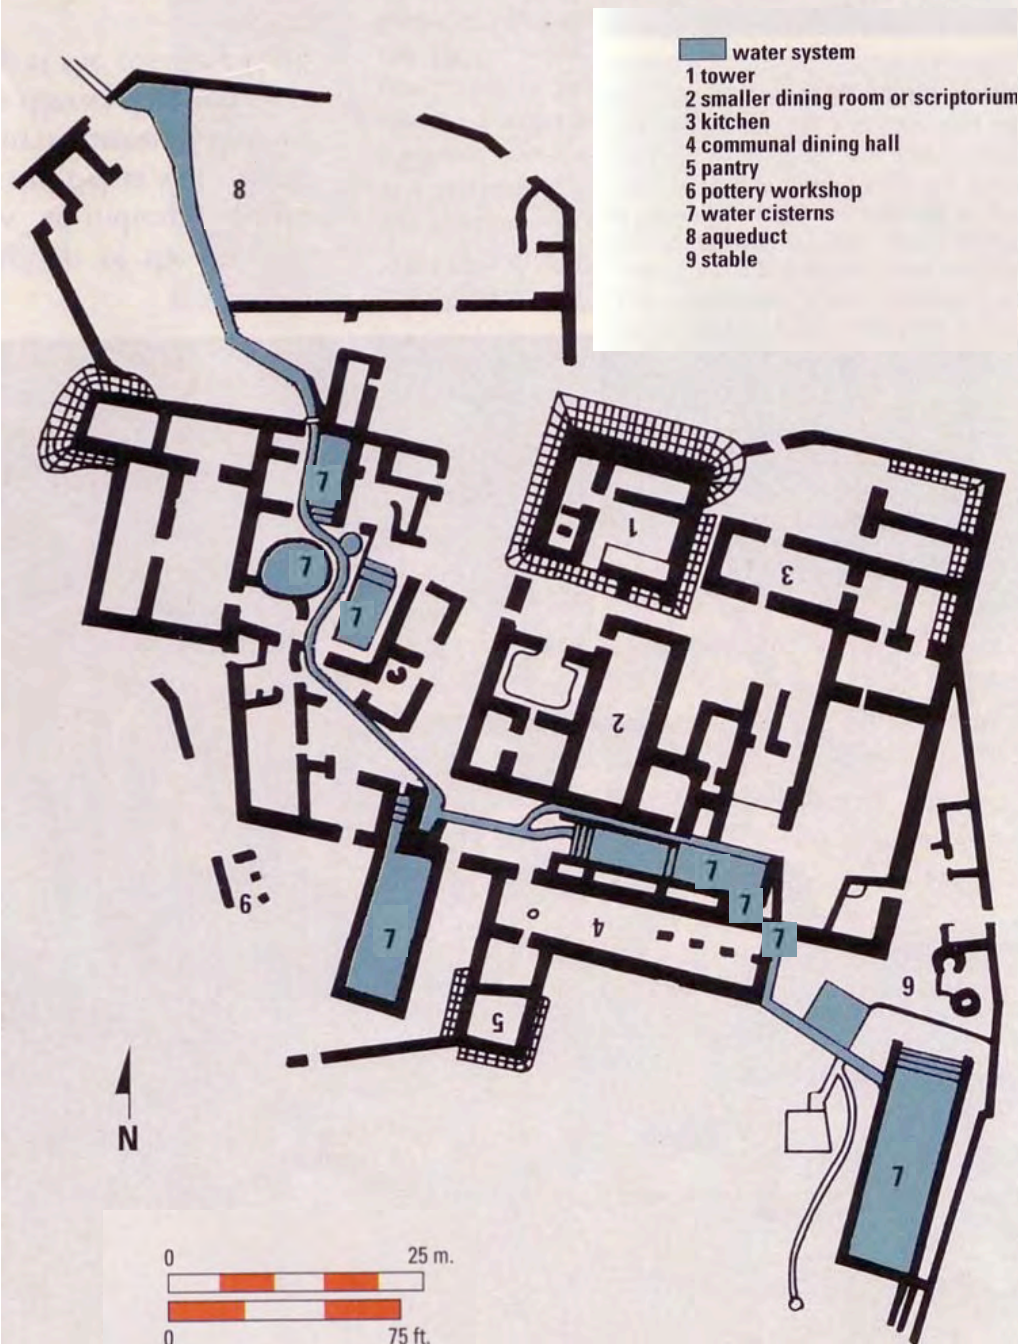 water system
1 tower
2 smaller dining room or scriptorium
3 kitchen
4 communal dining hall
5 pantry
6 pottery workshop
7 water cisterns
8 aqueduct
9 stable
8
7
1
7
3
7
2
7
7
9
4
7
7
6
5
N
7
0 25 m.
0 75 ft.